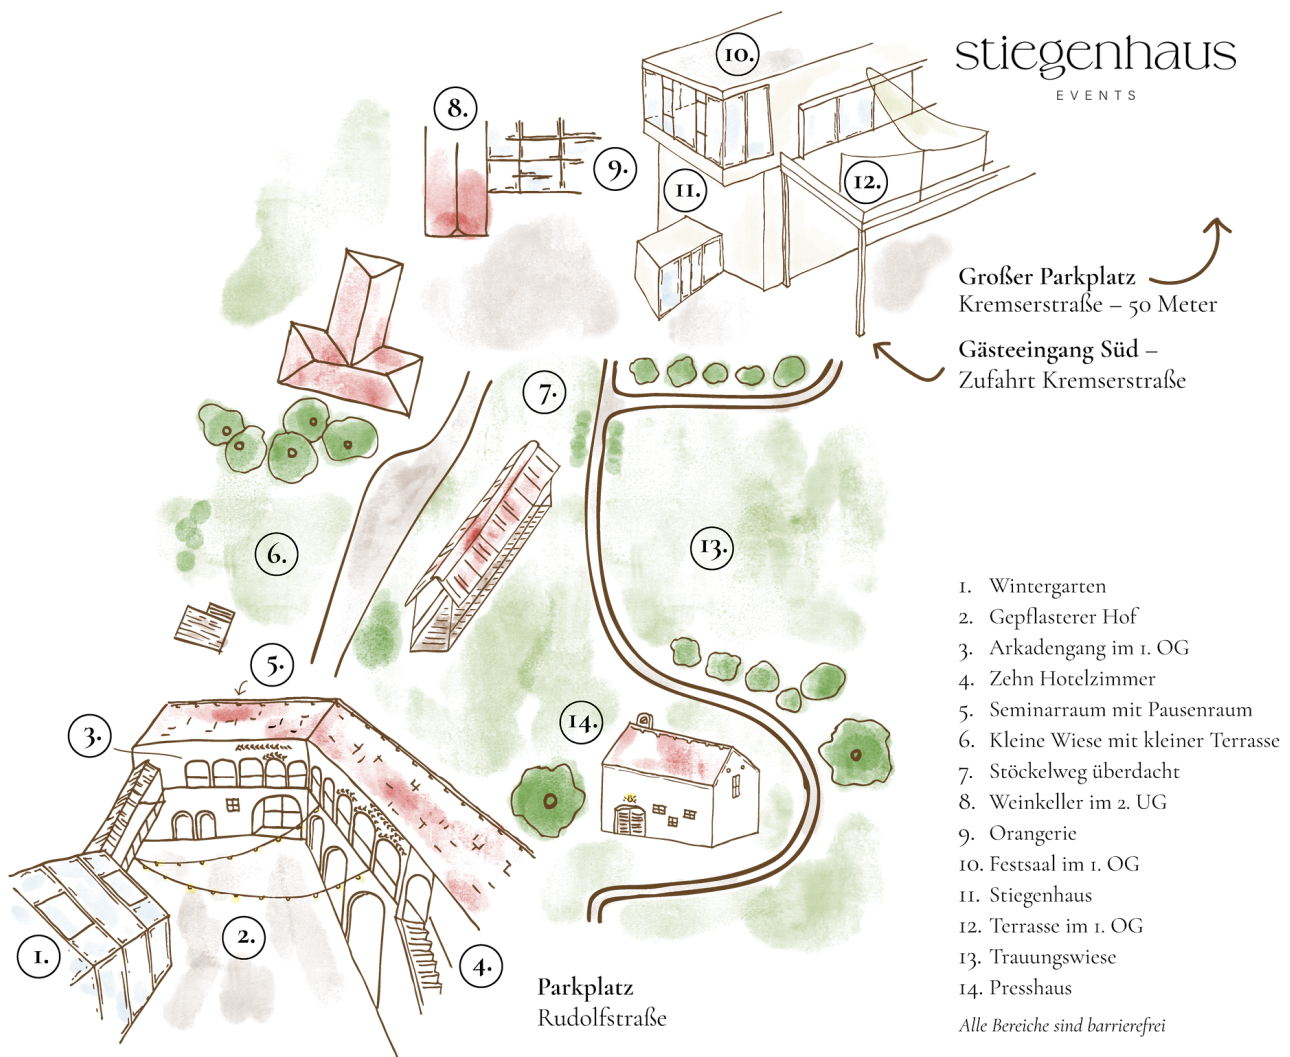 stiegenhaus
EVENTS
10.
8.
9.
11.
12.
Großer Parkplatz
Kremserstraße – 50 Meter
Gästeeingang Süd –
Zufahrt Kremserstraße
7.
6.
13.
5.
3.
14.
1.
2.
4.
Parkplatz
Rudolfstraße
1. Wintergarten
2. Gepflasterer Hof
3. Arkadengang im 1. OG
4. Zehn Hotelzimmer
5. Seminarraum mit Pausenraum
6. Kleine Wiese mit kleiner Terrasse
7. Stöckelweg überdacht
8. Weinkeller im 2. UG
9. Orangerie
10. Festsaal im 1. OG
11. Stiegenhaus
12. Terrasse im 1. OG
13. Trauungswiese
14. Presshaus
Alle Bereiche sind barrierefrei